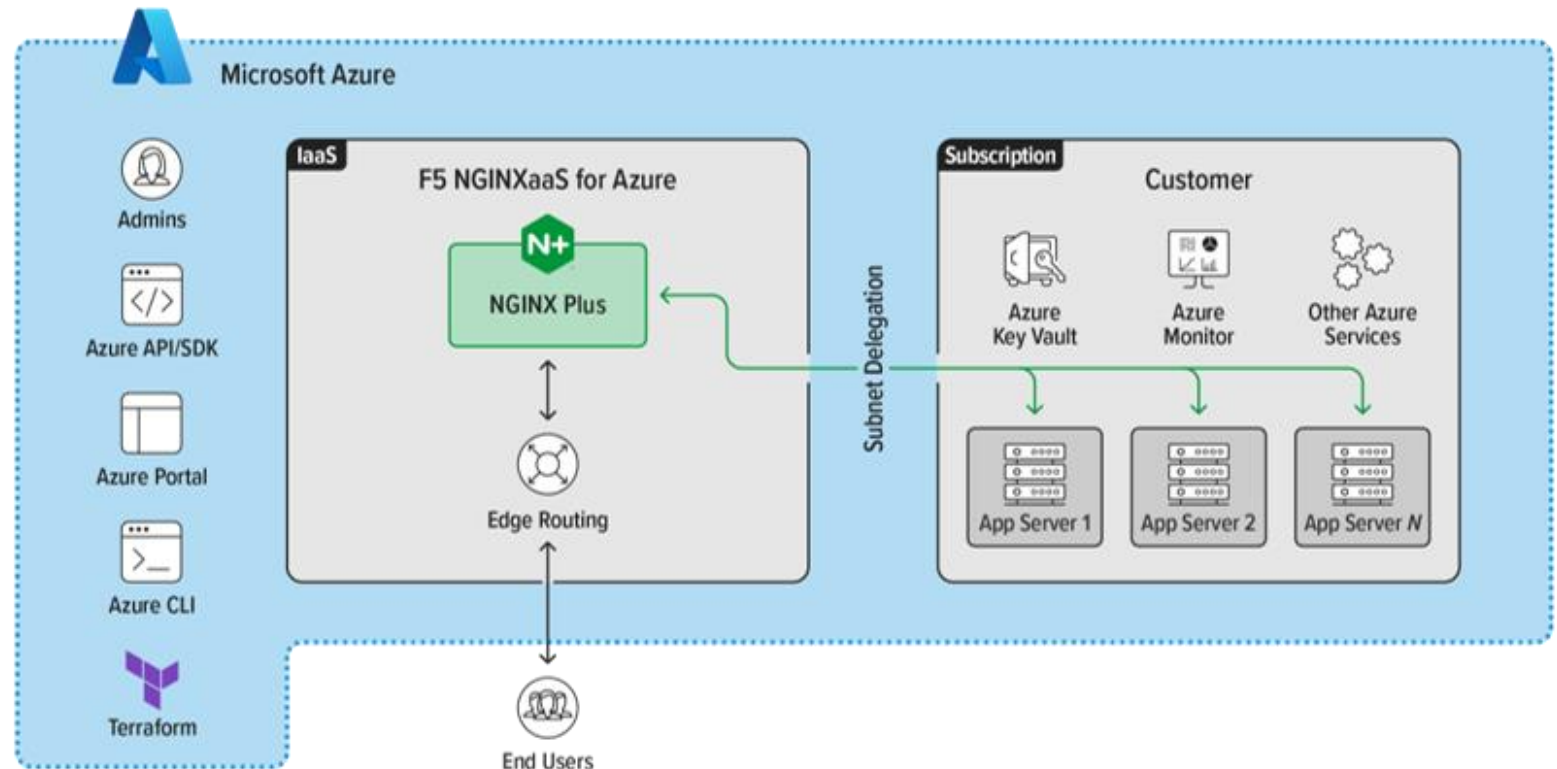 Microsoft Azure
Admins
Azure API/SDK
Azure Portal
Azure CLI
Terraform
IaaS
F5 NGINXaaS for Azure
N+
NGINX Plus
Edge Routing
End Users
Subnet Delegation
Subscription
Customer
Azure
Key Vault
Azure
Monitor
Other Azure
Services
App Server 1
App Server 2
App Server N